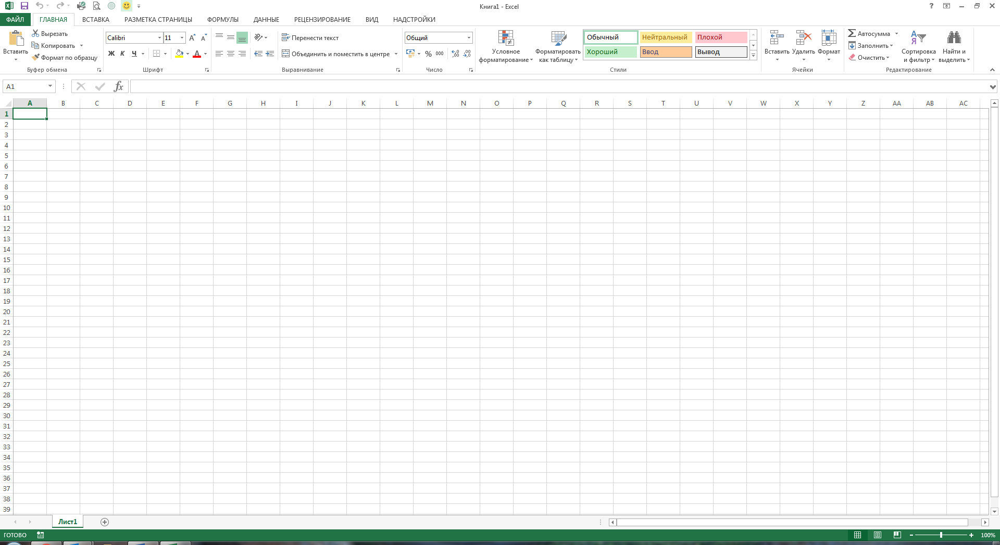 Книга1 - Excel
ФАЙЛ ГЛАВНАЯ ВСТАВКА РАЗМЕТКА СТРАНИЦЫ ФОРМУЛЫ ДАННЫЕ РЕЦЕНЗИРОВАНИЕ ВИД НАДСТРОЙКИ
Вставить
Вырезать
Копировать
Формат по образцу
Буфер обмена
Calibri 11
Ж К Ч
Шрифт
Перенести текст
Объединить и поместить в центре
Выравнивание
Общий
% 000
Число
Условное
форматирование
Форматировать
как таблицу
Обычный Нейтральный Плохой
Хороший Ввод Вывод
Стили
Вставить Удалить Формат
Ячейки
Автосумма
Заполнить
Очистить
Сортировка
и фильтр
Найти и
выделить
Редактирование
A1 fx
A B C D E F G H I J K L M N O P Q R S T U V W X Y Z AA AB AC
1
2
3
4
5
6
7
8
9
10
11
12
13
14
15
16
17
18
19
20
21
22
23
24
25
26
27
28
29
30
31
32
33
34
35
36
37
38
39
Лист1
ГОТОВО 100%